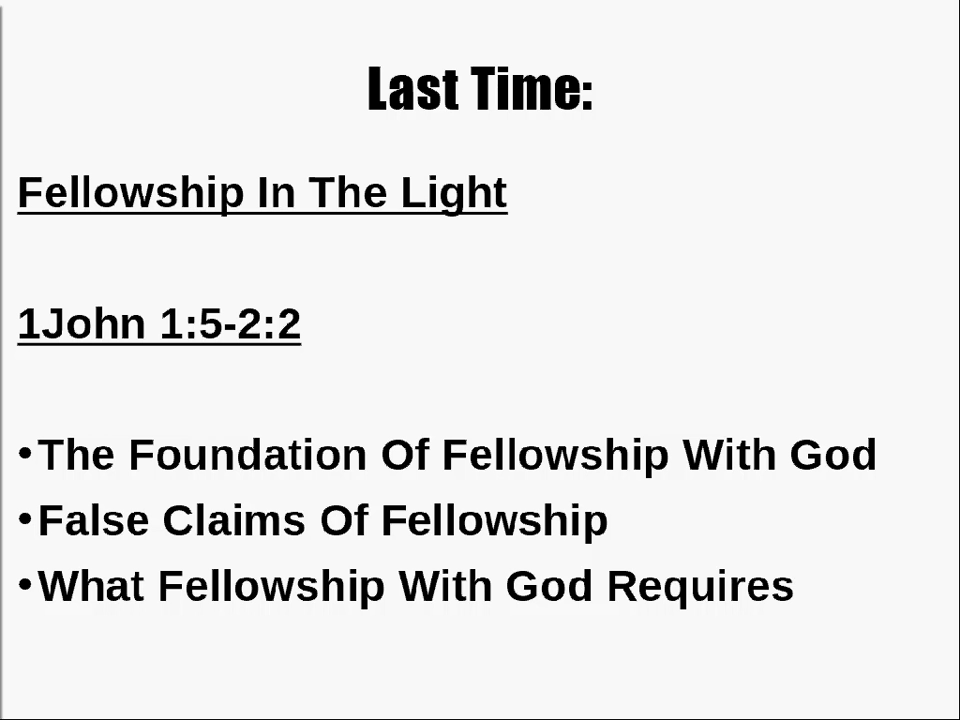 Last Time:
Fellowship In The Light
1John 1:5-2:2
•The Foundation Of Fellowship With God
•False Claims Of Fellowship
•What Fellowship With God Requires